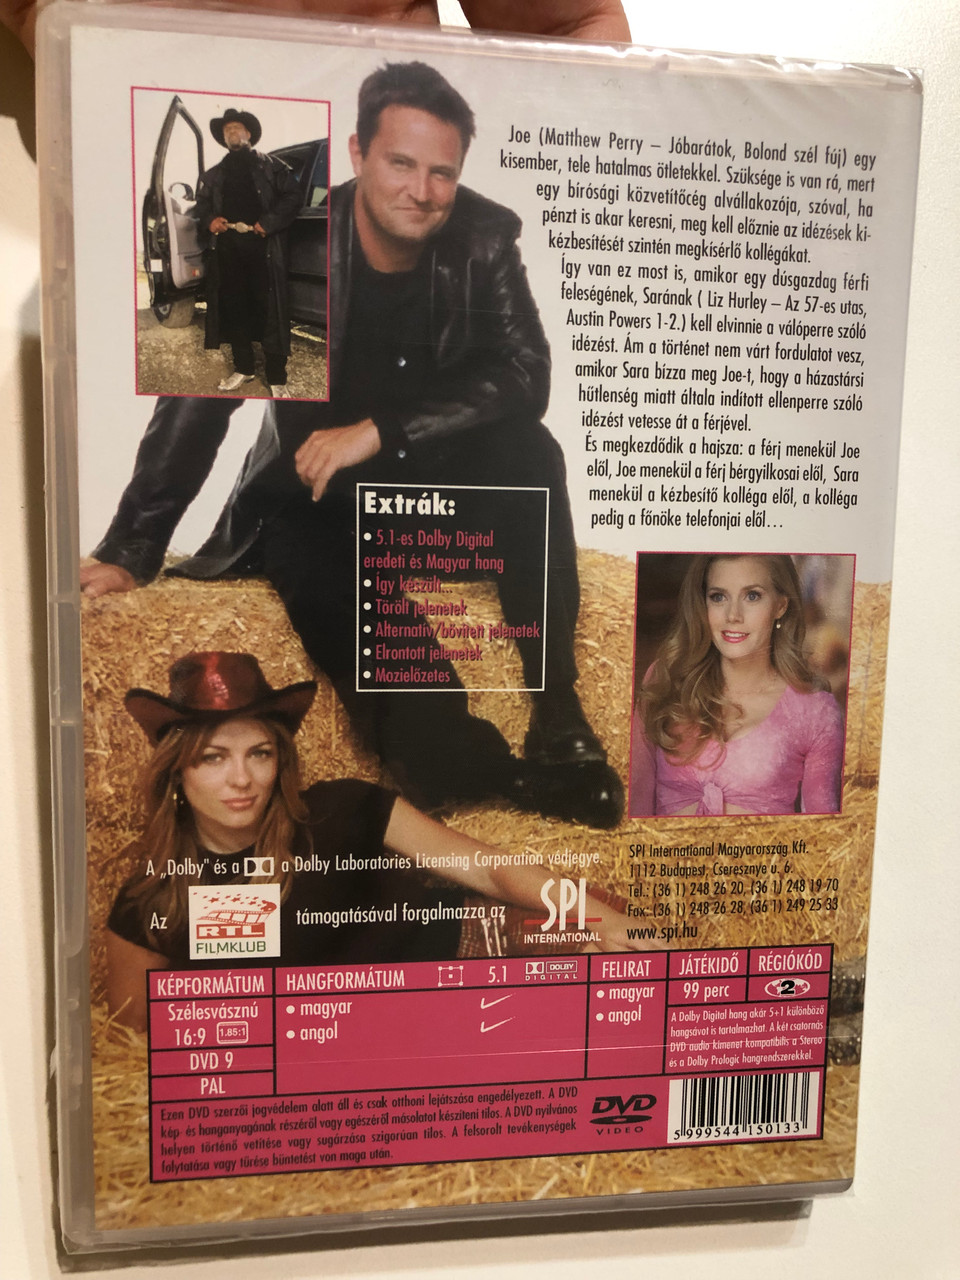 Joe (Matthew Perry – Jóbarátok, Bolond szél fúj) egy
kisember, tele hatalmas ötletekkel. Szüksége is van rá, mert
egy bírósági közvetítőcég alvállakozója, szóval, ha
pénzt is akar keresni, meg kell előznie az idézések ki-
kézbesítését szintén megkísérlő kollégákat.
Így van ez most is, amikor egy dúsgazdag férfi
feleségének, Sarának ( Liz Hurley – Az 57-es utas,
Austin Powers 1-2.) kell elvinnie a válóperre szóló
idézést. Ám a történet nem várt fordulatot vesz,
amikor Sara bízza meg Joe-t, hogy a házastársi
hűtlenség miatt általa indított ellenperre szóló
idézést vetesse át a férjével.
És megkezdődik a hajsza: a férj menekül Joe
elől, Joe menekül a férj bérgyilkosai elől, Sara
menekül a kézbesítő kolléga elől, a kolléga
pedig a főnöke telefonjai elől...
Extrák:
• 5.1-es Dolby Digital
eredeti és Magyar hang
• Így készült...
• Törölt jelenetek
• Alternatív/bővített jelenetek
• Elrontott jelenetek
• Mozielőzetes
A „Dolby" és a a Dolby Laboratories Licensing Corporation védjegye.
Az RTL FILMKLUB támogatásával forgalmazza az SPI INTERNATIONAL
SPI International Magyarország Kft.
1112 Budapest, Cseresznye u. 6.
Tel.: (36 1) 248 26 20, (36 1) 248 19 70
Fax.: (36 1) 248 26 28, (36 1) 249 25 33
www.spi.hu
KÉPFORMÁTUM
Szélesvásznú
16:9 1,85:1
DVD 9
PAL
HANGFORMÁTUM 5.1 DOLBY DIGITAL
• magyar
• angol
FELIRAT
• magyar
• angol
JÁTÉKIDŐ
99 perc
RÉGIÓKÓD
2
A Dolby Digital hang akár 5+1 különböző
hangsávot is tartalmazhat. A két csatornás
DVD audio kimenet kompatibilis a Stereo
és a Dolby Prologic hangrendszerekkel.
Ezen DVD szerzői jogvédelem alatt áll és csak otthoni lejátszása engedélyezett. A DVD
kép- és hanganyagának részéről vagy egészéről másolatot készíteni tilos. A DVD nyilvános
helyen történő vetítése vagy sugárzása szigorúan tilos. A felsorolt tevékenységek
folytatása vagy tűrése büntetést von maga után.
DVD VIDEO
5 999544 150133